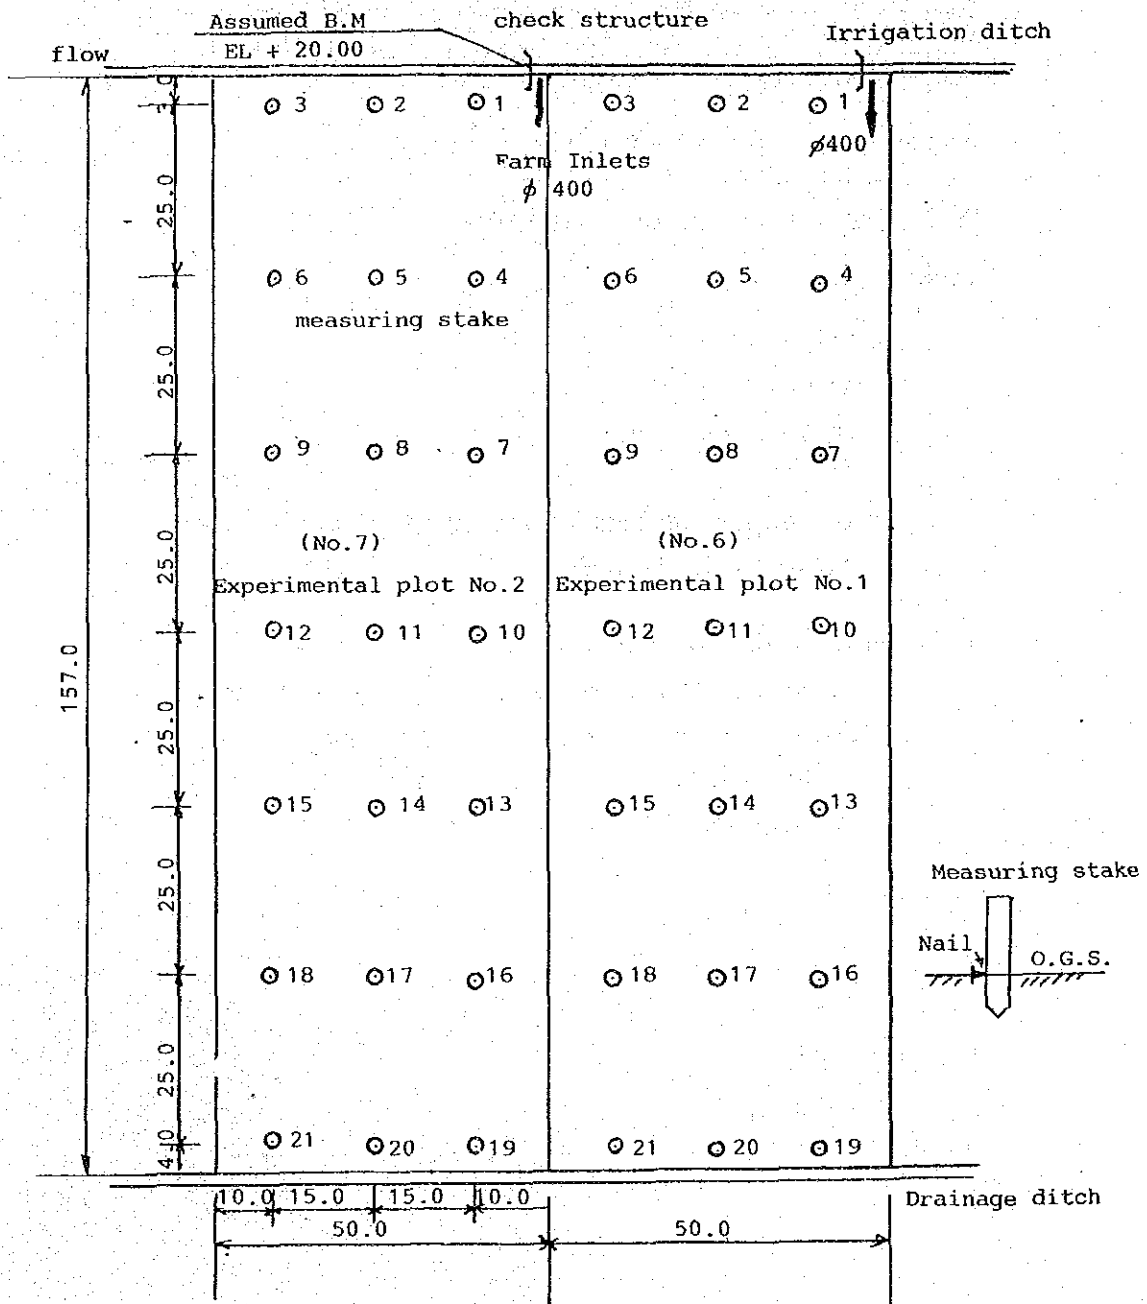 Assumed B.M
check structure
Irrigation ditch
flow
EL + 20.00
3.0
3 2 1 3 2 1
φ400
Farm Inlets
φ 400
25.0
6 5 4 6 5 4
measuring stake
25.0
9 8 7 9 8 7
25.0
(No.7) (No.6)
Experimental plot No.2 Experimental plot No.1
12 11 10 12 11 10
157.0
25.0
15 14 13 15 14 13
25.0
Measuring stake
Nail
O.G.S.
18 17 16 18 17 16
25.0
21 20 19 21 20 19
4.0
10.0 15.0 15.0 10.0
Drainage ditch
50.0 50.0